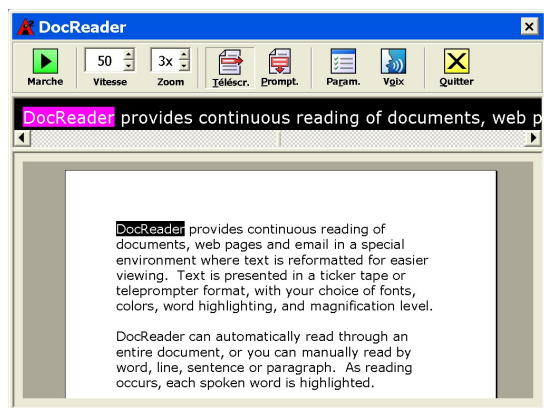 DocReader
50 3x
Marche Vitesse Zoom Téléscr. Prompt. Param. Voix Quitter
DocReader provides continuous reading of documents, web p
DocReader provides continuous reading of
documents, web pages and email in a special
environment where text is reformatted for easier
viewing. Text is presented in a ticker tape or
teleprompter format, with your choice of fonts,
colors, word highlighting, and magnification level.
DocReader can automatically read through an
entire document, or you can manually read by
word, line, sentence or paragraph. As reading
occurs, each spoken word is highlighted.